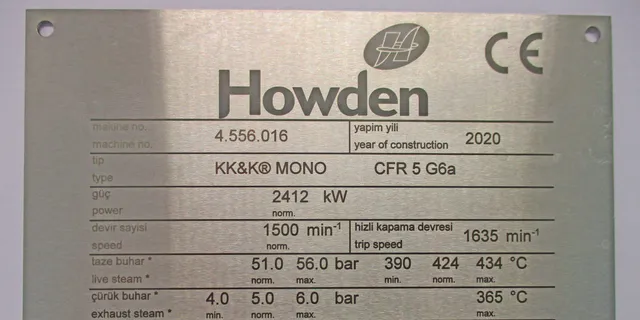 Howden
CE
makine no.
machine no.
4.556.016
yapim yili
year of construction
2020
tip
type
KK&K® MONO CFR 5 G6a
güç
power
2412 kW
norm.
devir sayisi
speed
1500 min-1
norm.
hizli kapama devresi
trip speed
1635 min-1
taze buhar * 51.0 56.0 bar 390 424 434 °C
live steam * norm. max. min. norm. max.
çürük buhar * 4.0 5.0 6.0 bar 365 °C
exhaust steam * min. norm. max. max.